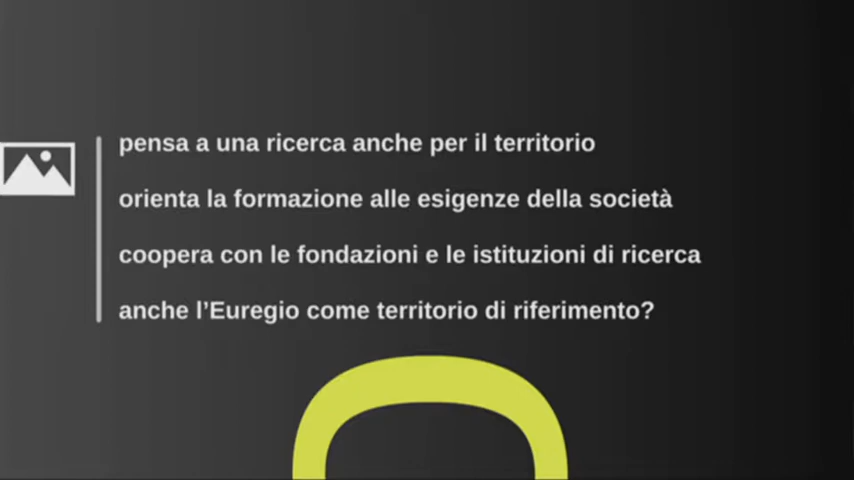 pensa a una ricerca anche per il territorio
orienta la formazione alle esigenze della società
coopera con le fondazioni e le istituzioni di ricerca
anche l’Euregio come territorio di riferimento?